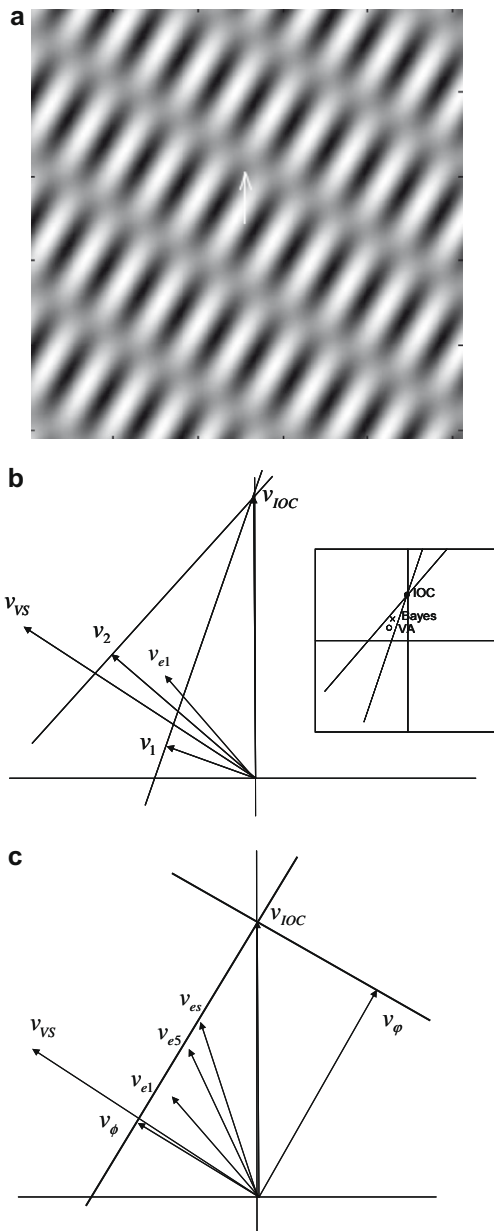 a
b
v_IOC
v_VS
v_2
v_e1
v_1
IOC
Bayes
VA
c
v_IOC
v_es
v_φ
v_VS
v_e5
v_e1
v_ϕ